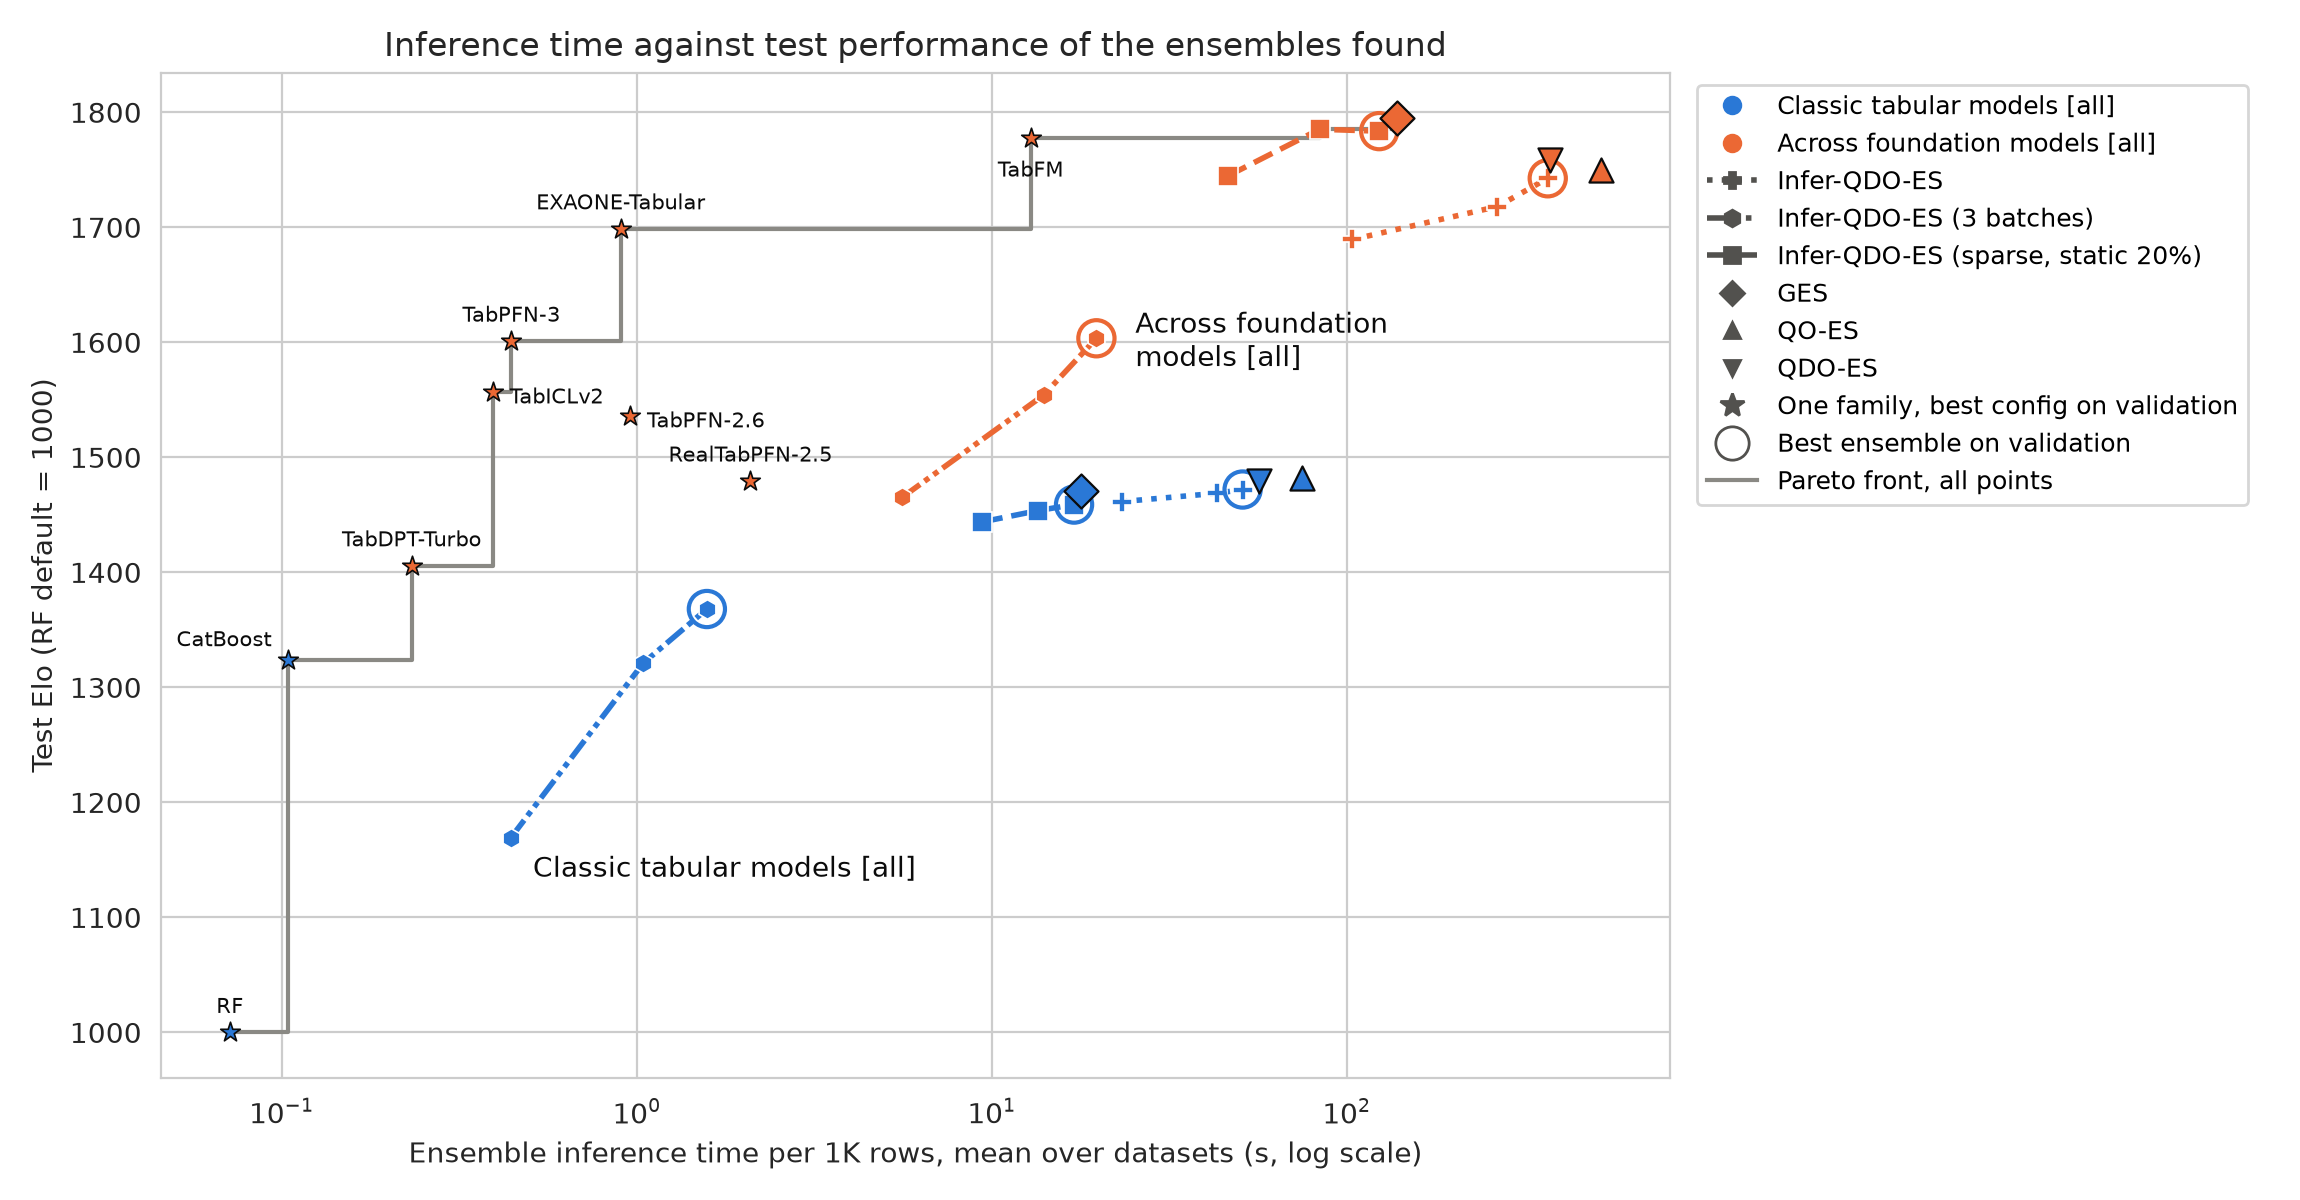 Inference time against test performance of the ensembles found
Test Elo (RF default = 1000)
1800
1700
1600
1500
1400
1300
1200
1100
1000
10⁻¹
10⁰
10¹
10²
Ensemble inference time per 1K rows, mean over datasets (s, log scale)
TabFM
EXAONE-Tabular
TabPFN-3
TabICLv2
TabPFN-2.6
RealTabPFN-2.5
TabDPT-Turbo
CatBoost
RF
Across foundation
models [all]
Classic tabular models [all]
Classic tabular models [all]
Across foundation models [all]
Infer-QDO-ES
Infer-QDO-ES (3 batches)
Infer-QDO-ES (sparse, static 20%)
GES
QO-ES
QDO-ES
One family, best config on validation
Best ensemble on validation
Pareto front, all points